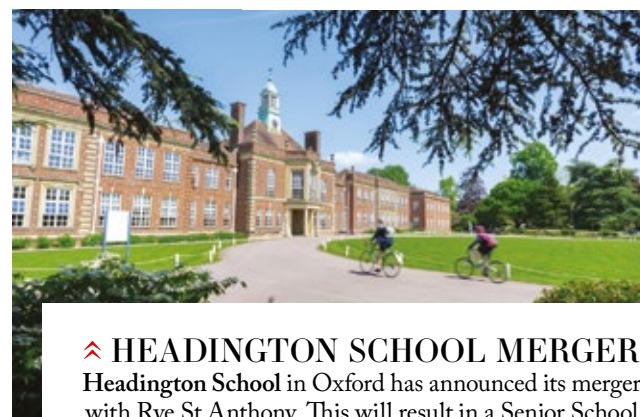 HEADINGTON SCHOOL MERGER
Headington School in Oxford has announced its merger
with Rye St Anthony. This will result in a Senior School